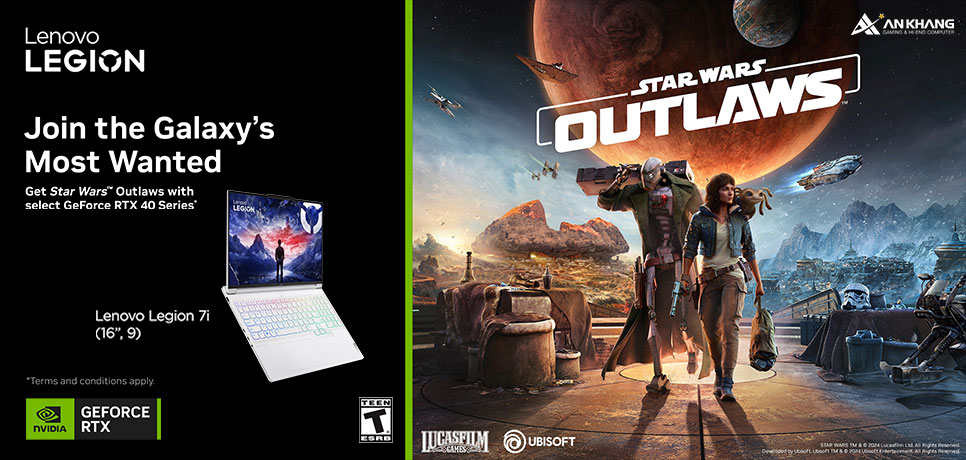 Lenovo
LEGION
Join the Galaxy's
Most Wanted
Get Star Wars™ Outlaws with
select GeForce RTX 40 Series*
Lenovo
LEGION
Lenovo Legion 7i
(16”, 9)
*Terms and conditions apply.
NVIDIA
GEFORCE
RTX
TEEN
T
ESRB
AN KHANG
GAMING & HI-END COMPUTER
STAR WARS
OUTLAWS™
LUCASFILM
GAMES
UBISOFT
STAR WARS TM & © 2024 Lucasfilm Ltd. All Rights Reserved.
Developed by Ubisoft. Ubisoft TM & © 2024 Ubisoft Entertainment. All Rights Reserved.